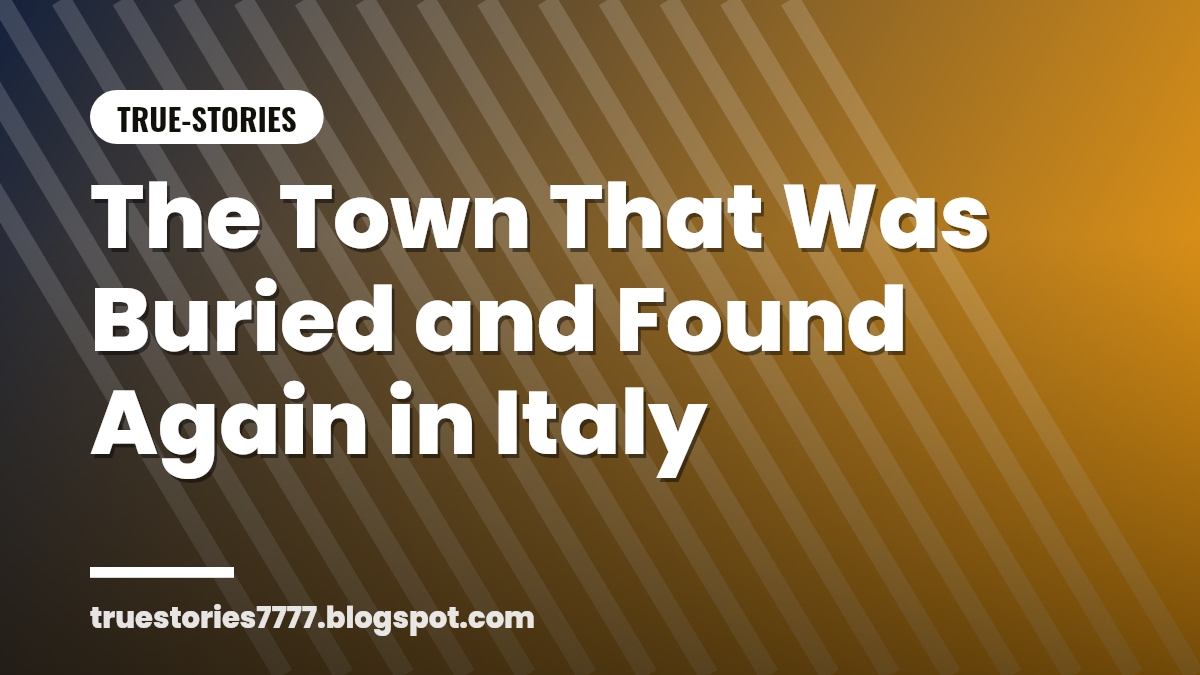 TRUE-STORIES
The Town That Was
Buried and Found
Again in Italy
truestories7777.blogspot.com